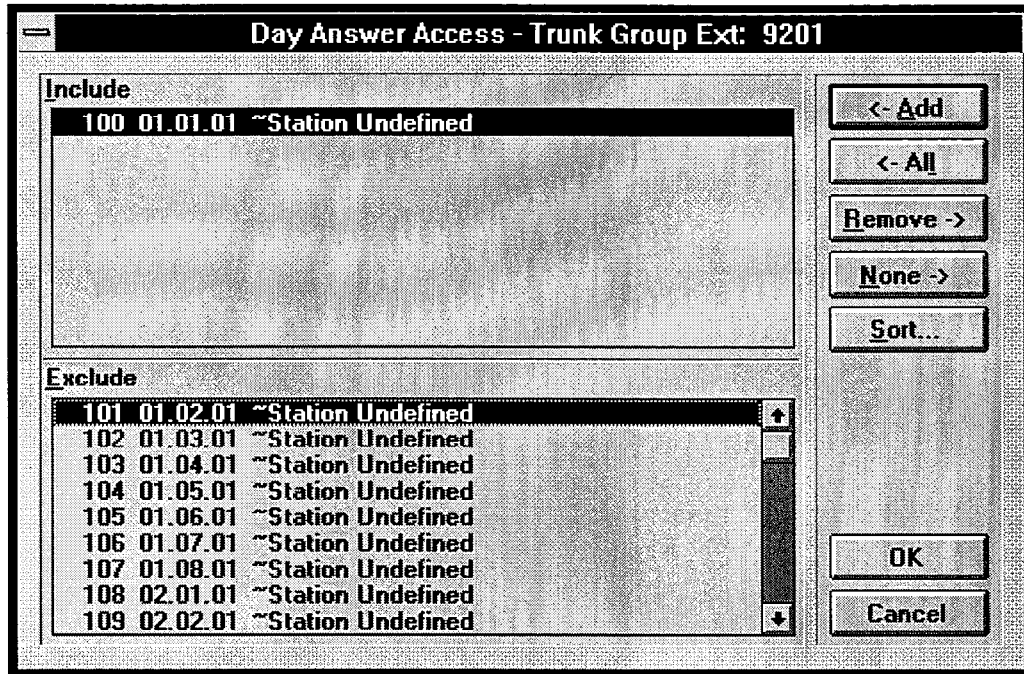 Day Answer Access - Trunk Group Ext: 9201
Include
100 01.01.01 ~Station Undefined
Exclude
101 01.02.01 ~Station Undefined
102 01.03.01 ~Station Undefined
103 01.04.01 ~Station Undefined
104 01.05.01 ~Station Undefined
105 01.06.01 ~Station Undefined
106 01.07.01 ~Station Undefined
107 01.08.01 ~Station Undefined
108 02.01.01 ~Station Undefined
109 02.02.01 ~Station Undefined
<- Add
<- All
Remove ->
None ->
Sort...
OK
Cancel